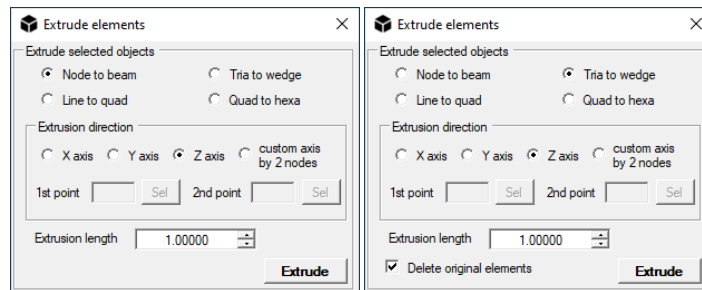 Extrude elements
Extrude selected objects
Node to beam Tria to wedge
Line to quad Quad to hexa
Extrusion direction
X axis Y axis Z axis custom axis
by 2 nodes
1st point Sel 2nd point Sel
Extrusion length 1.00000
Extrude
Extrude elements
Extrude selected objects
Node to beam Tria to wedge
Line to quad Quad to hexa
Extrusion direction
X axis Y axis Z axis custom axis
by 2 nodes
1st point Sel 2nd point Sel
Extrusion length 1.00000
Delete original elements Extrude